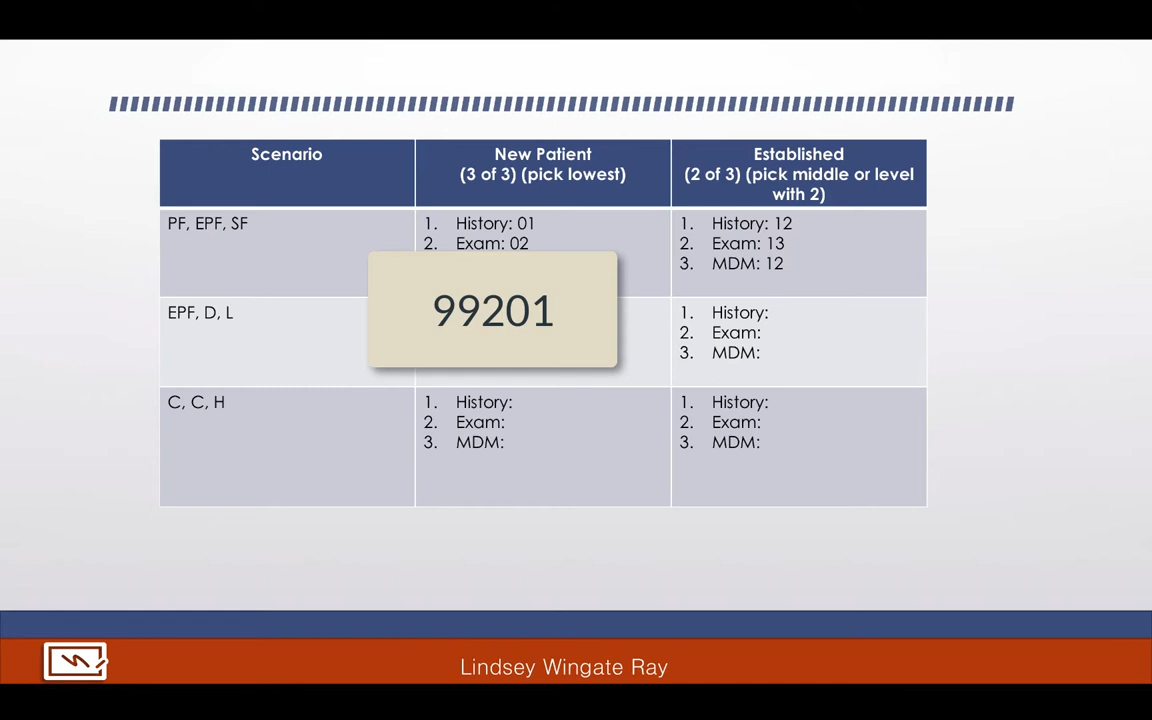 Scenario
New Patient
(3 of 3) (pick lowest)
Established
(2 of 3) (pick middle or level
with 2)
PF, EPF, SF
1. History: 01
2. Exam: 02
1. History: 12
2. Exam: 13
3. MDM: 12
99201
EPF, D, L
1. History:
2. Exam:
3. MDM:
C, C, H
1. History:
2. Exam:
3. MDM:
1. History:
2. Exam:
3. MDM:
Lindsey Wingate Ray